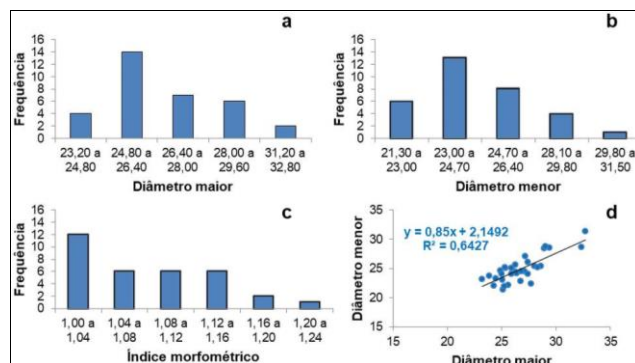 a
Frequência
16
14
12
10
8
6
4
2
0
23,20 a 24,80 a 26,40 a 28,00 a 31,20 a
24,80 26,40 28,00 29,60 32,80
Diâmetro maior
b
Frequência
16
14
12
10
8
6
4
2
0
21,30 a 23,00 a 24,70 a 28,10 a 29,80 a
23,00 24,70 26,40 29,80 31,50
Diâmetro menor
c
Frequência
16
12
8
4
0
1,00 a 1,04 a 1,08 a 1,12 a 1,16 a 1,20 a
1,04 1,08 1,12 1,16 1,20 1,24
Índice morfométrico
d
Diâmetro menor
35
30
25
20
15
y = 0,85x + 2,1492
R² = 0,6427
15 20 25 30 35
Diâmetro maior